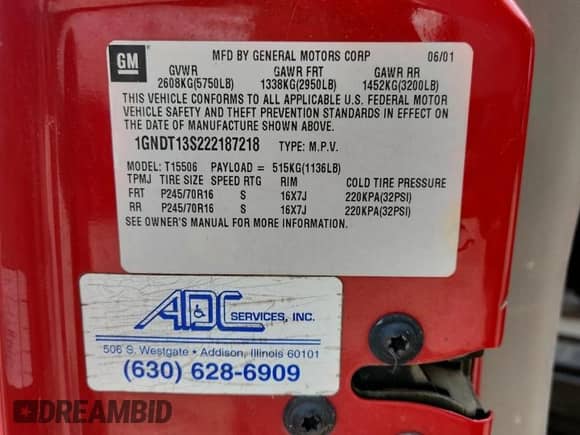 GM
MFD BY GENERAL MOTORS CORP 06/01
GVWR GAWR FRT GAWR RR
2608KG(5750LB) 1338KG(2950LB) 1452KG(3200LB)
THIS VEHICLE CONFORMS TO ALL APPLICABLE U.S. FEDERAL MOTOR
VEHICLE SAFETY AND THEFT PREVENTION STANDARDS IN EFFECT ON
THE DATE OF MANUFACTURE SHOWN ABOVE.
1GNDT13S222187218 TYPE: M.P.V.
MODEL: T15506 PAYLOAD = 515KG(1136LB)
TPMJ TIRE SIZE SPEED RTG RIM COLD TIRE PRESSURE
FRT P245/70R16 S 16X7J 220KPA(32PSI)
RR P245/70R16 S 16X7J 220KPA(32PSI)
SEE OWNER'S MANUAL FOR MORE INFORMATION.
ADC SERVICES, INC.
506 S. Westgate • Addison, Illinois 60101
(630) 628-6909
DREAMBID